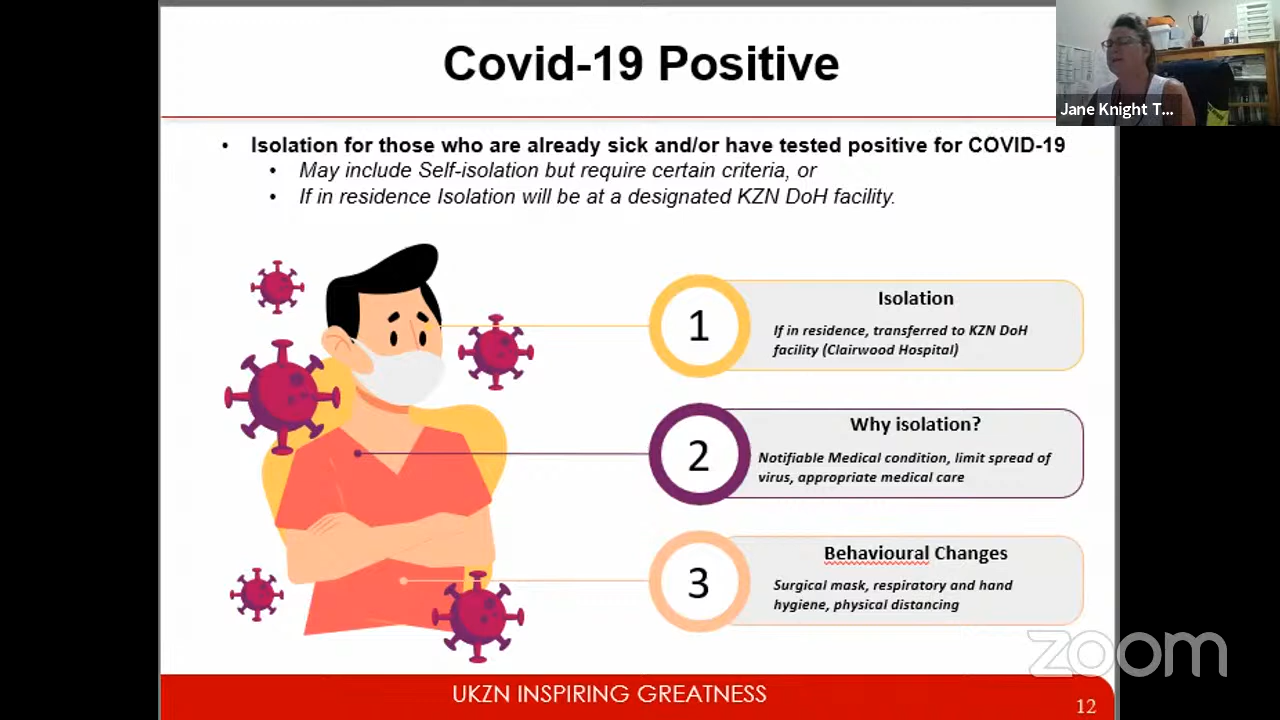 Covid-19 Positive
Jane Knight T...
• Isolation for those who are already sick and/or have tested positive for COVID-19
• May include Self-isolation but require certain criteria, or
• If in residence Isolation will be at a designated KZN DoH facility.
1
Isolation
If in residence, transferred to KZN DoH
facility (Clairwood Hospital)
2
Why isolation?
Notifiable Medical condition, limit spread of
virus, appropriate medical care
3
Behavioural Changes
Surgical mask, respiratory and hand
hygiene, physical distancing
zoom
UKZN INSPIRING GREATNESS
12